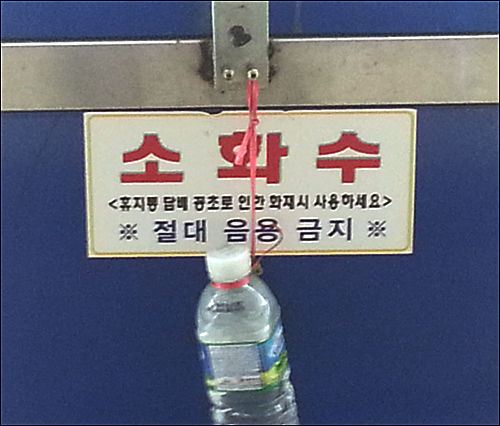 소화수
<휴지통 담배 꽁초로 인한 화재시 사용하세요>
※ 절대 음용 금지 ※